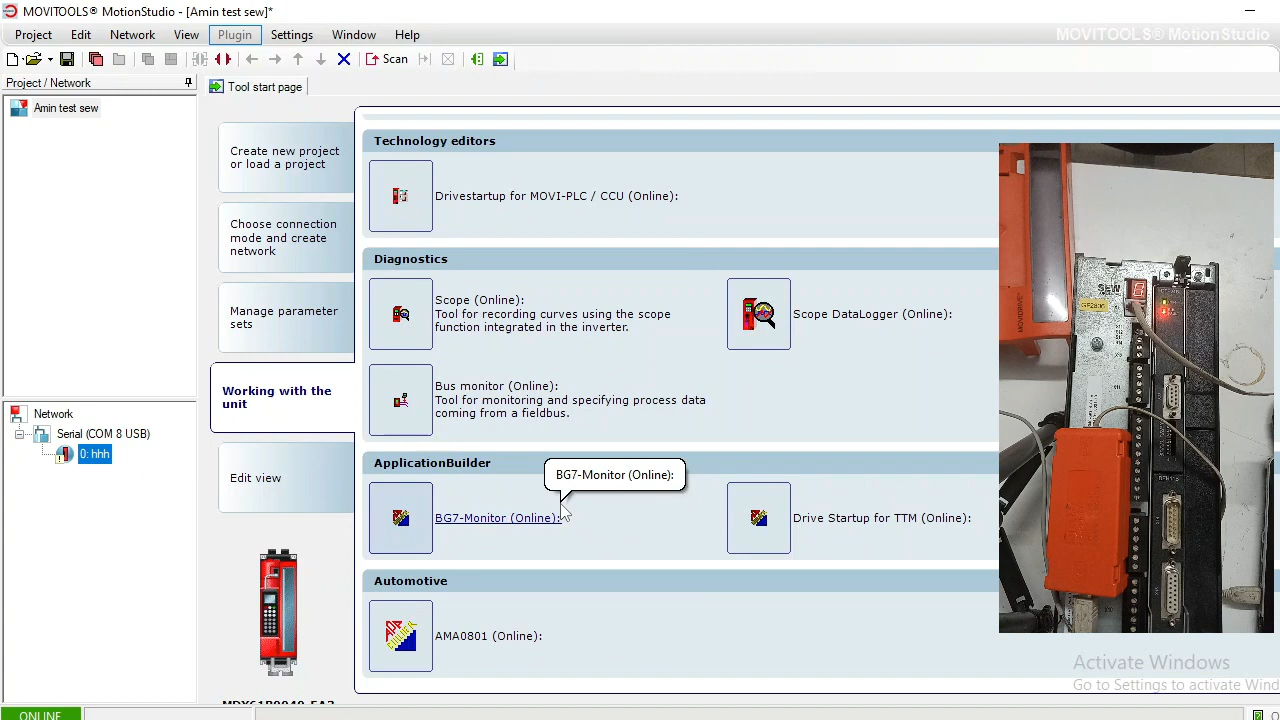 MOVITOOLS® MotionStudio - [Amin test sew]*
Project Edit Network View Plugin Settings Window Help
MOVITOOLS® MotionStudio
Scan
Project / Network
Tool start page
Amin test sew
Create new project
or load a project
Choose connection
mode and create
network
Manage parameter
sets
Working with the
unit
Edit view
Technology editors
Drivestartup for MOVI-PLC / CCU (Online):
Diagnostics
Scope (Online):
Tool for recording curves using the scope
function integrated in the inverter.
Scope DataLogger (Online):
Bus monitor (Online):
Tool for monitoring and specifying process data
coming from a fieldbus.
ApplicationBuilder
BG7-Monitor (Online):
BG7-Monitor (Online):
Drive Startup for TTM (Online):
Automotive
AMA0801 (Online):
Network
Serial (COM 8 USB)
0: hhh
SEW
MOVIDRIVE
Activate Windows
Go to Settings to activate Wind
ONLINE